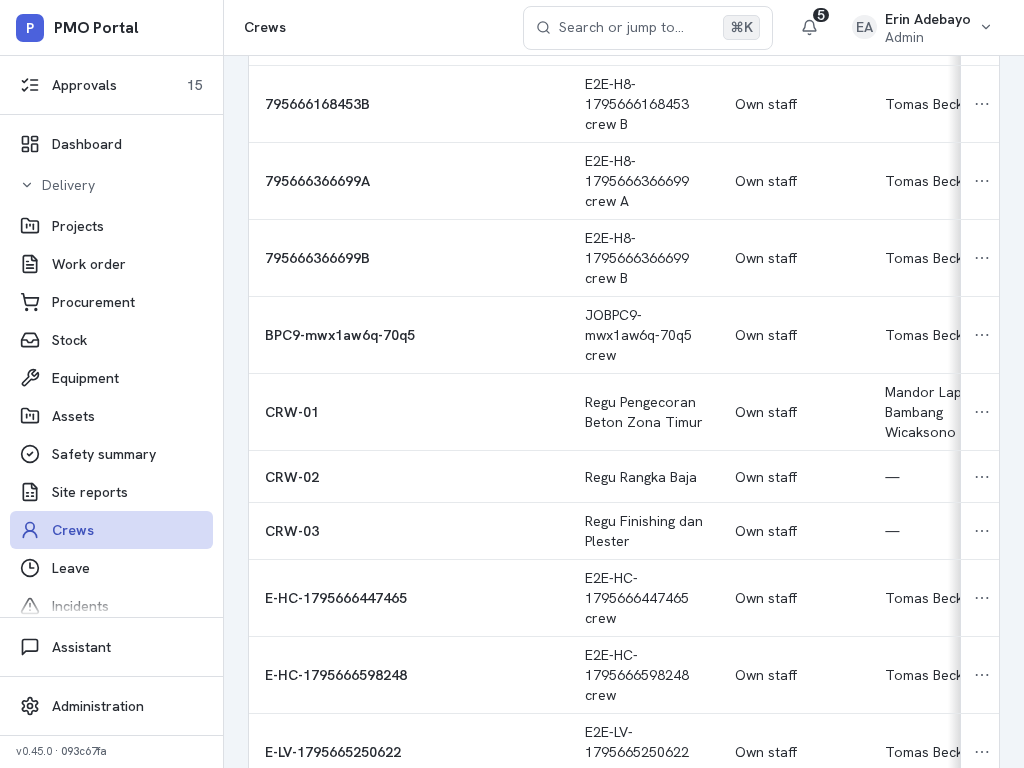 P PMO Portal
Crews
Search or jump to...
⌘K
5
EA
Erin Adebayo
Admin
Approvals 15
Dashboard
Delivery
Projects
Work order
Procurement
Stock
Equipment
Assets
Safety summary
Site reports
Crews
Leave
Incidents
Assistant
Administration
v0.45.0 · 093c67fa
795666168453B
E2E-H8-
1795666168453
crew B
Own staff
Tomas Beck
795666366699A
E2E-H8-
1795666366699
crew A
Own staff
Tomas Beck
795666366699B
E2E-H8-
1795666366699
crew B
Own staff
Tomas Beck
BPC9-mwx1aw6q-70q5
JOBPC9-
mwx1aw6q-70q5
crew
Own staff
Tomas Beck
CRW-01
Regu Pengecoran
Beton Zona Timur
Own staff
Mandor Lap
Bambang
Wicaksono
CRW-02
Regu Rangka Baja
Own staff
—
CRW-03
Regu Finishing dan
Plester
Own staff
—
E-HC-1795666447465
E2E-HC-
1795666447465
crew
Own staff
Tomas Beck
E-HC-1795666598248
E2E-HC-
1795666598248
crew
Own staff
Tomas Beck
E-LV-1795665250622
E2E-LV-
1795665250622
Own staff
Tomas Beck